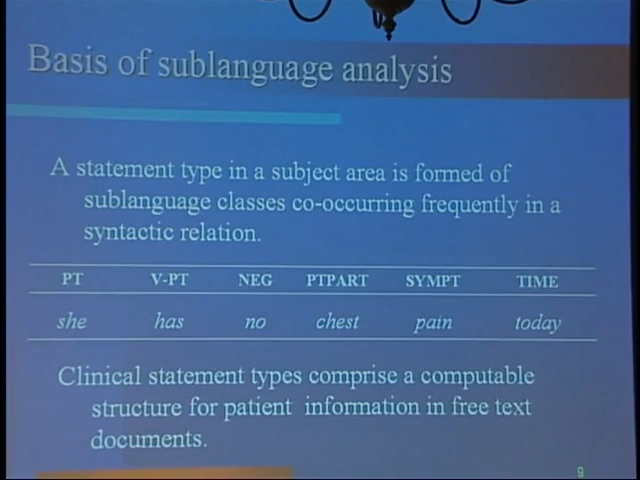 Basis of sublanguage analysis
A statement type in a subject area is formed of
sublanguage classes co-occurring frequently in a
syntactic relation.
PT V-PT NEG PTPART SYMPT TIME
she has no chest pain today
Clinical statement types comprise a computable
structure for patient information in free text
documents.
9